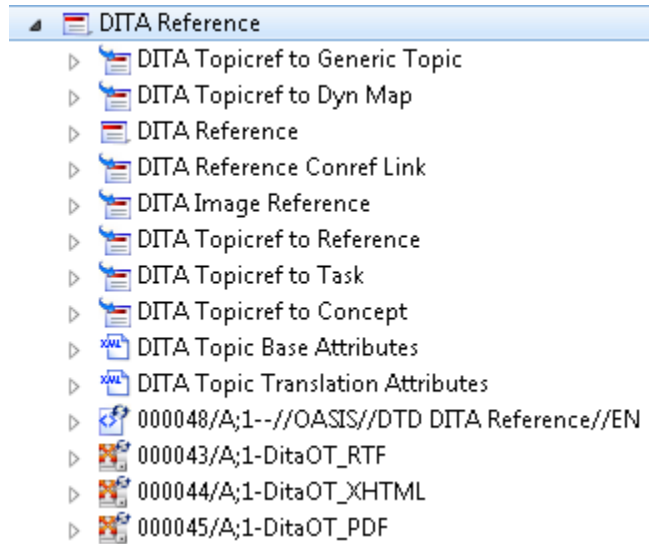 DITA Reference
DITA Topicref to Generic Topic
DITA Topicref to Dyn Map
DITA Reference
DITA Reference Conref Link
DITA Image Reference
DITA Topicref to Reference
DITA Topicref to Task
DITA Topicref to Concept
DITA Topic Base Attributes
DITA Topic Translation Attributes
000048/A;1--//OASIS//DTD DITA Reference//EN
000043/A;1-DitaOT_RTF
000044/A;1-DitaOT_XHTML
000045/A;1-DitaOT_PDF